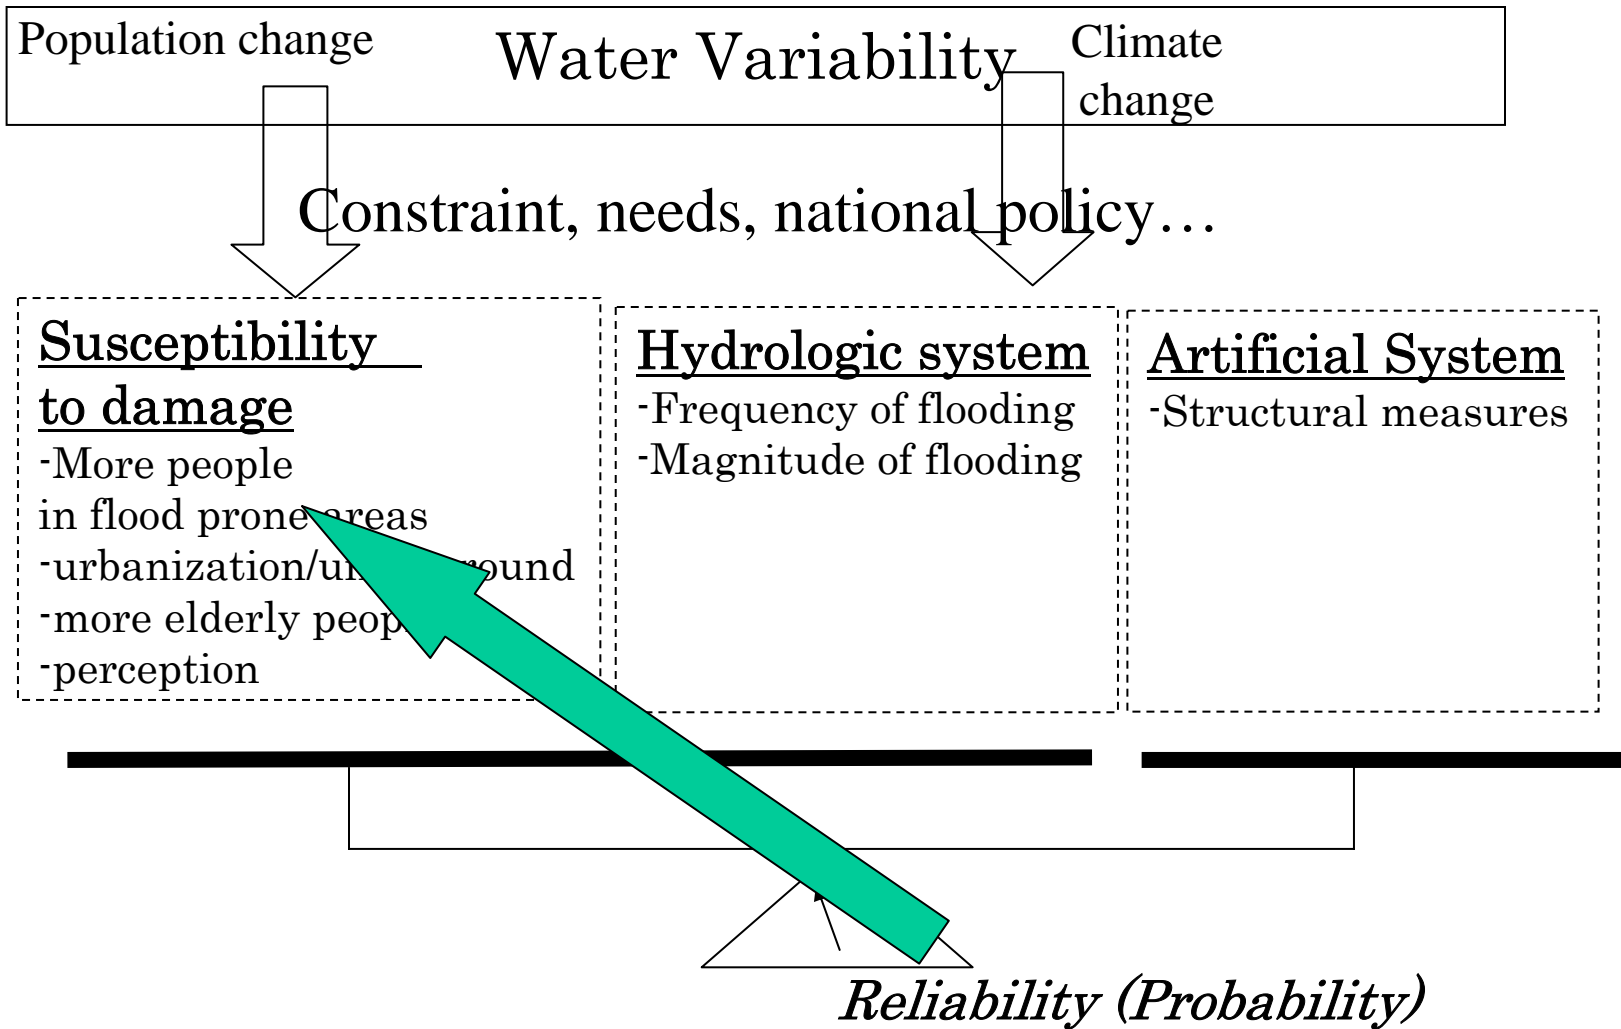 Population change
Water Variability
Climate
change
Constraint, needs, national policy...
Susceptibility
to damage
-More people
in flood prone areas
-urbanization/
-more elderly
-perception
Hydrologic system
-Frequency of flooding
-Magnitude of flooding
Artificial System
-Structural measures
Reliability (Probability)